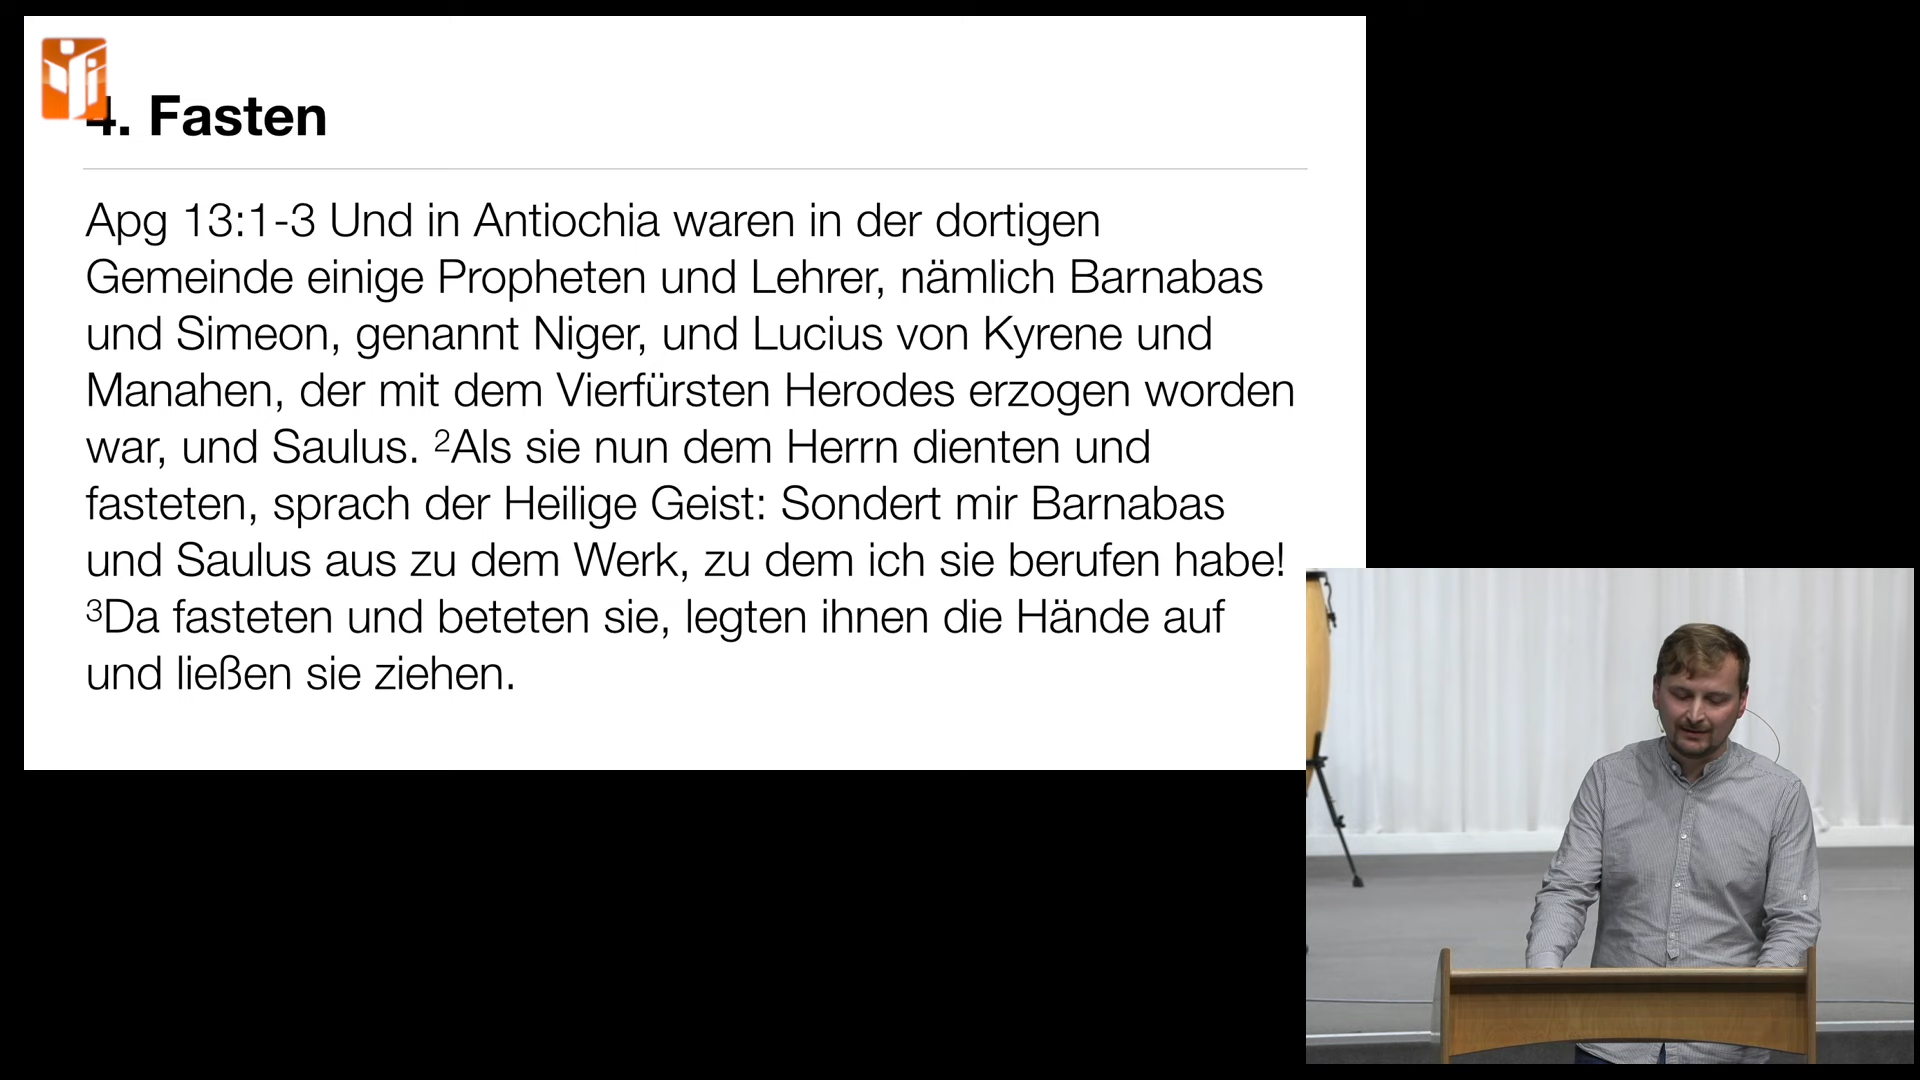 4. Fasten
Apg 13:1-3 Und in Antiochia waren in der dortigen
Gemeinde einige Propheten und Lehrer, nämlich Barnabas
und Simeon, genannt Niger, und Lucius von Kyrene und
Manahen, der mit dem Vierfürsten Herodes erzogen worden
war, und Saulus. ²Als sie nun dem Herrn dienten und
fasteten, sprach der Heilige Geist: Sondert mir Barnabas
und Saulus aus zu dem Werk, zu dem ich sie berufen habe!
³Da fasteten und beteten sie, legten ihnen die Hände auf
und ließen sie ziehen.